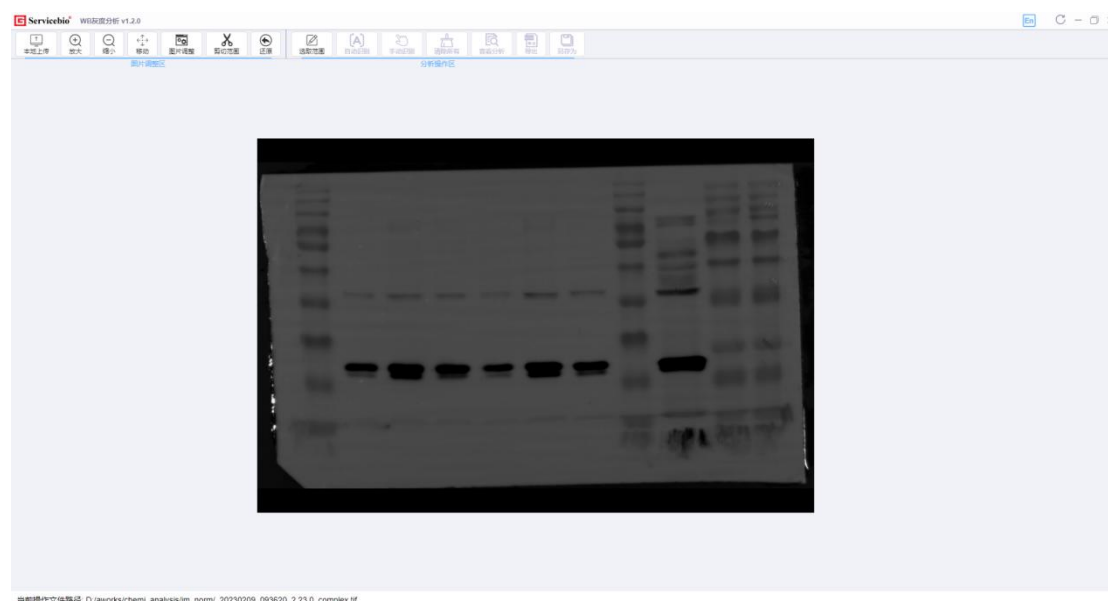 Servicebio® WB灰度分析 v1.2.0
En
本地上传 放大 缩小 移动 图片调整 剪切范围 还原 选取范围 自动识别 手动识别 清除所有 查看分析 导出 另存为
图片调整区 分析操作区
当前操作文件路径: D:/aworks/chemi_analysis/im_norm/_20230209_093620_2.23.0_complex.tif